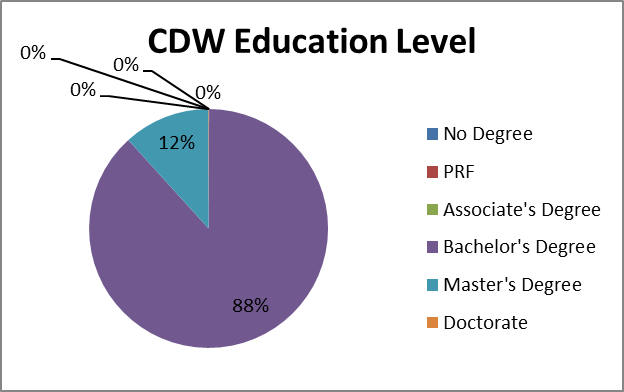 CDW Education Level
0%
0%
0%
0%
12%
88%
No Degree
PRF
Associate's Degree
Bachelor's Degree
Master's Degree
Doctorate